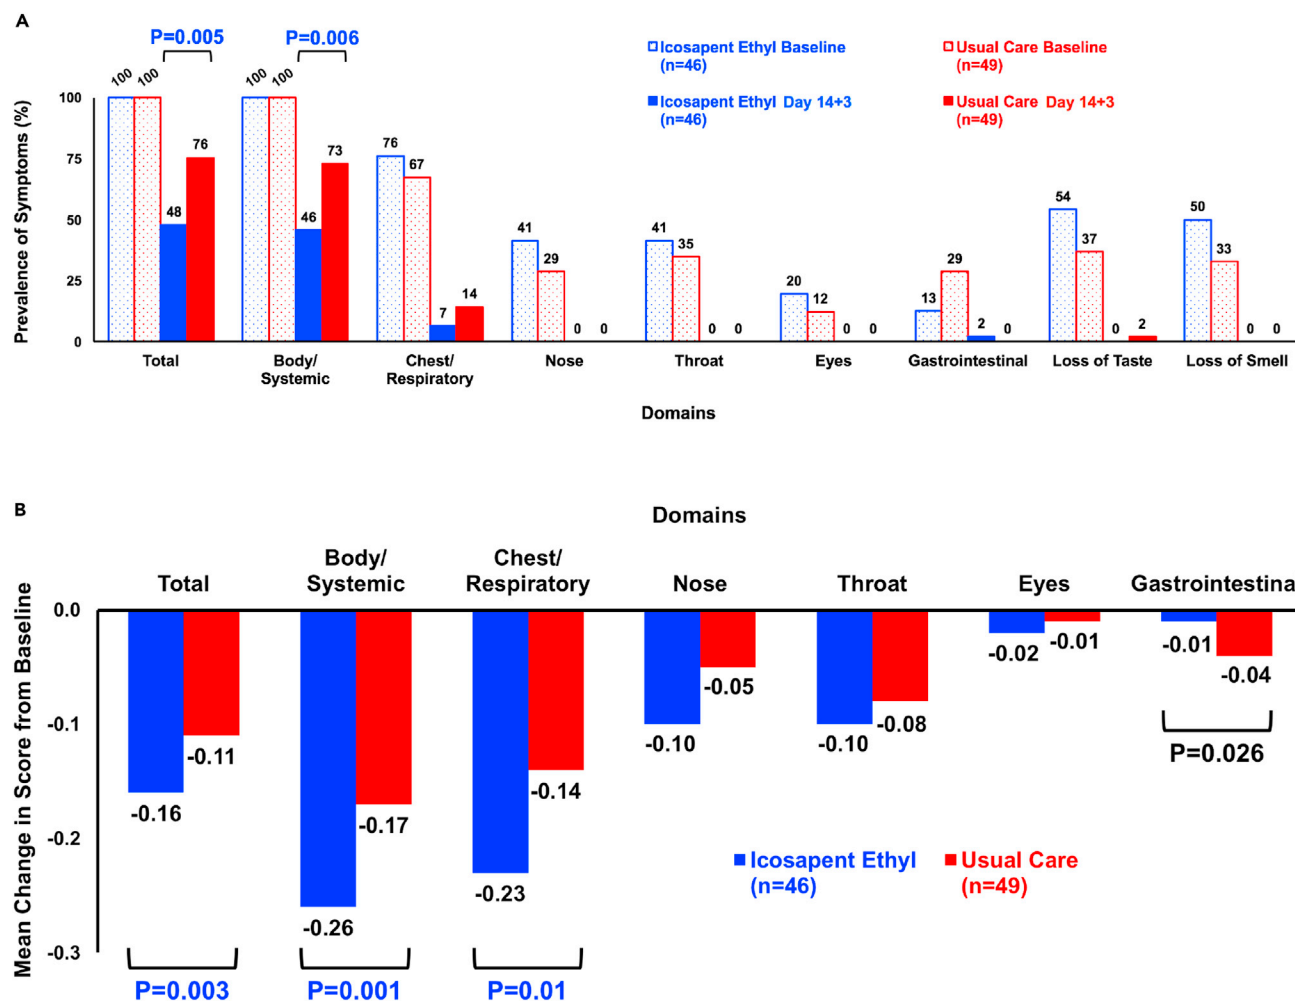 A
P=0.005
P=0.006
Icosapent Ethyl Baseline
(n=46)
Usual Care Baseline
(n=49)
Icosapent Ethyl Day 14+3
(n=46)
Usual Care Day 14+3
(n=49)
Prevalence of Symptoms (%)
100
75
50
25
0
100 100 48 76
100 100 46 73
76 67 7 14
41 29 0 0
41 35 0 0
20 12 0 0
13 29 2 0
54 37 0 2
50 33 0 0
Total
Body/
Systemic
Chest/
Respiratory
Nose
Throat
Eyes
Gastrointestinal
Loss of Taste
Loss of Smell
Domains
B
Domains
Total
Body/
Systemic
Chest/
Respiratory
Nose
Throat
Eyes
Gastrointestinal
Mean Change in Score from Baseline
0.0
-0.1
-0.2
-0.3
-0.16 -0.11
-0.26 -0.17
-0.23 -0.14
-0.10 -0.05
-0.10 -0.08
-0.02 -0.01
-0.01 -0.04
P=0.026
Icosapent Ethyl
(n=46)
Usual Care
(n=49)
P=0.003
P=0.001
P=0.01